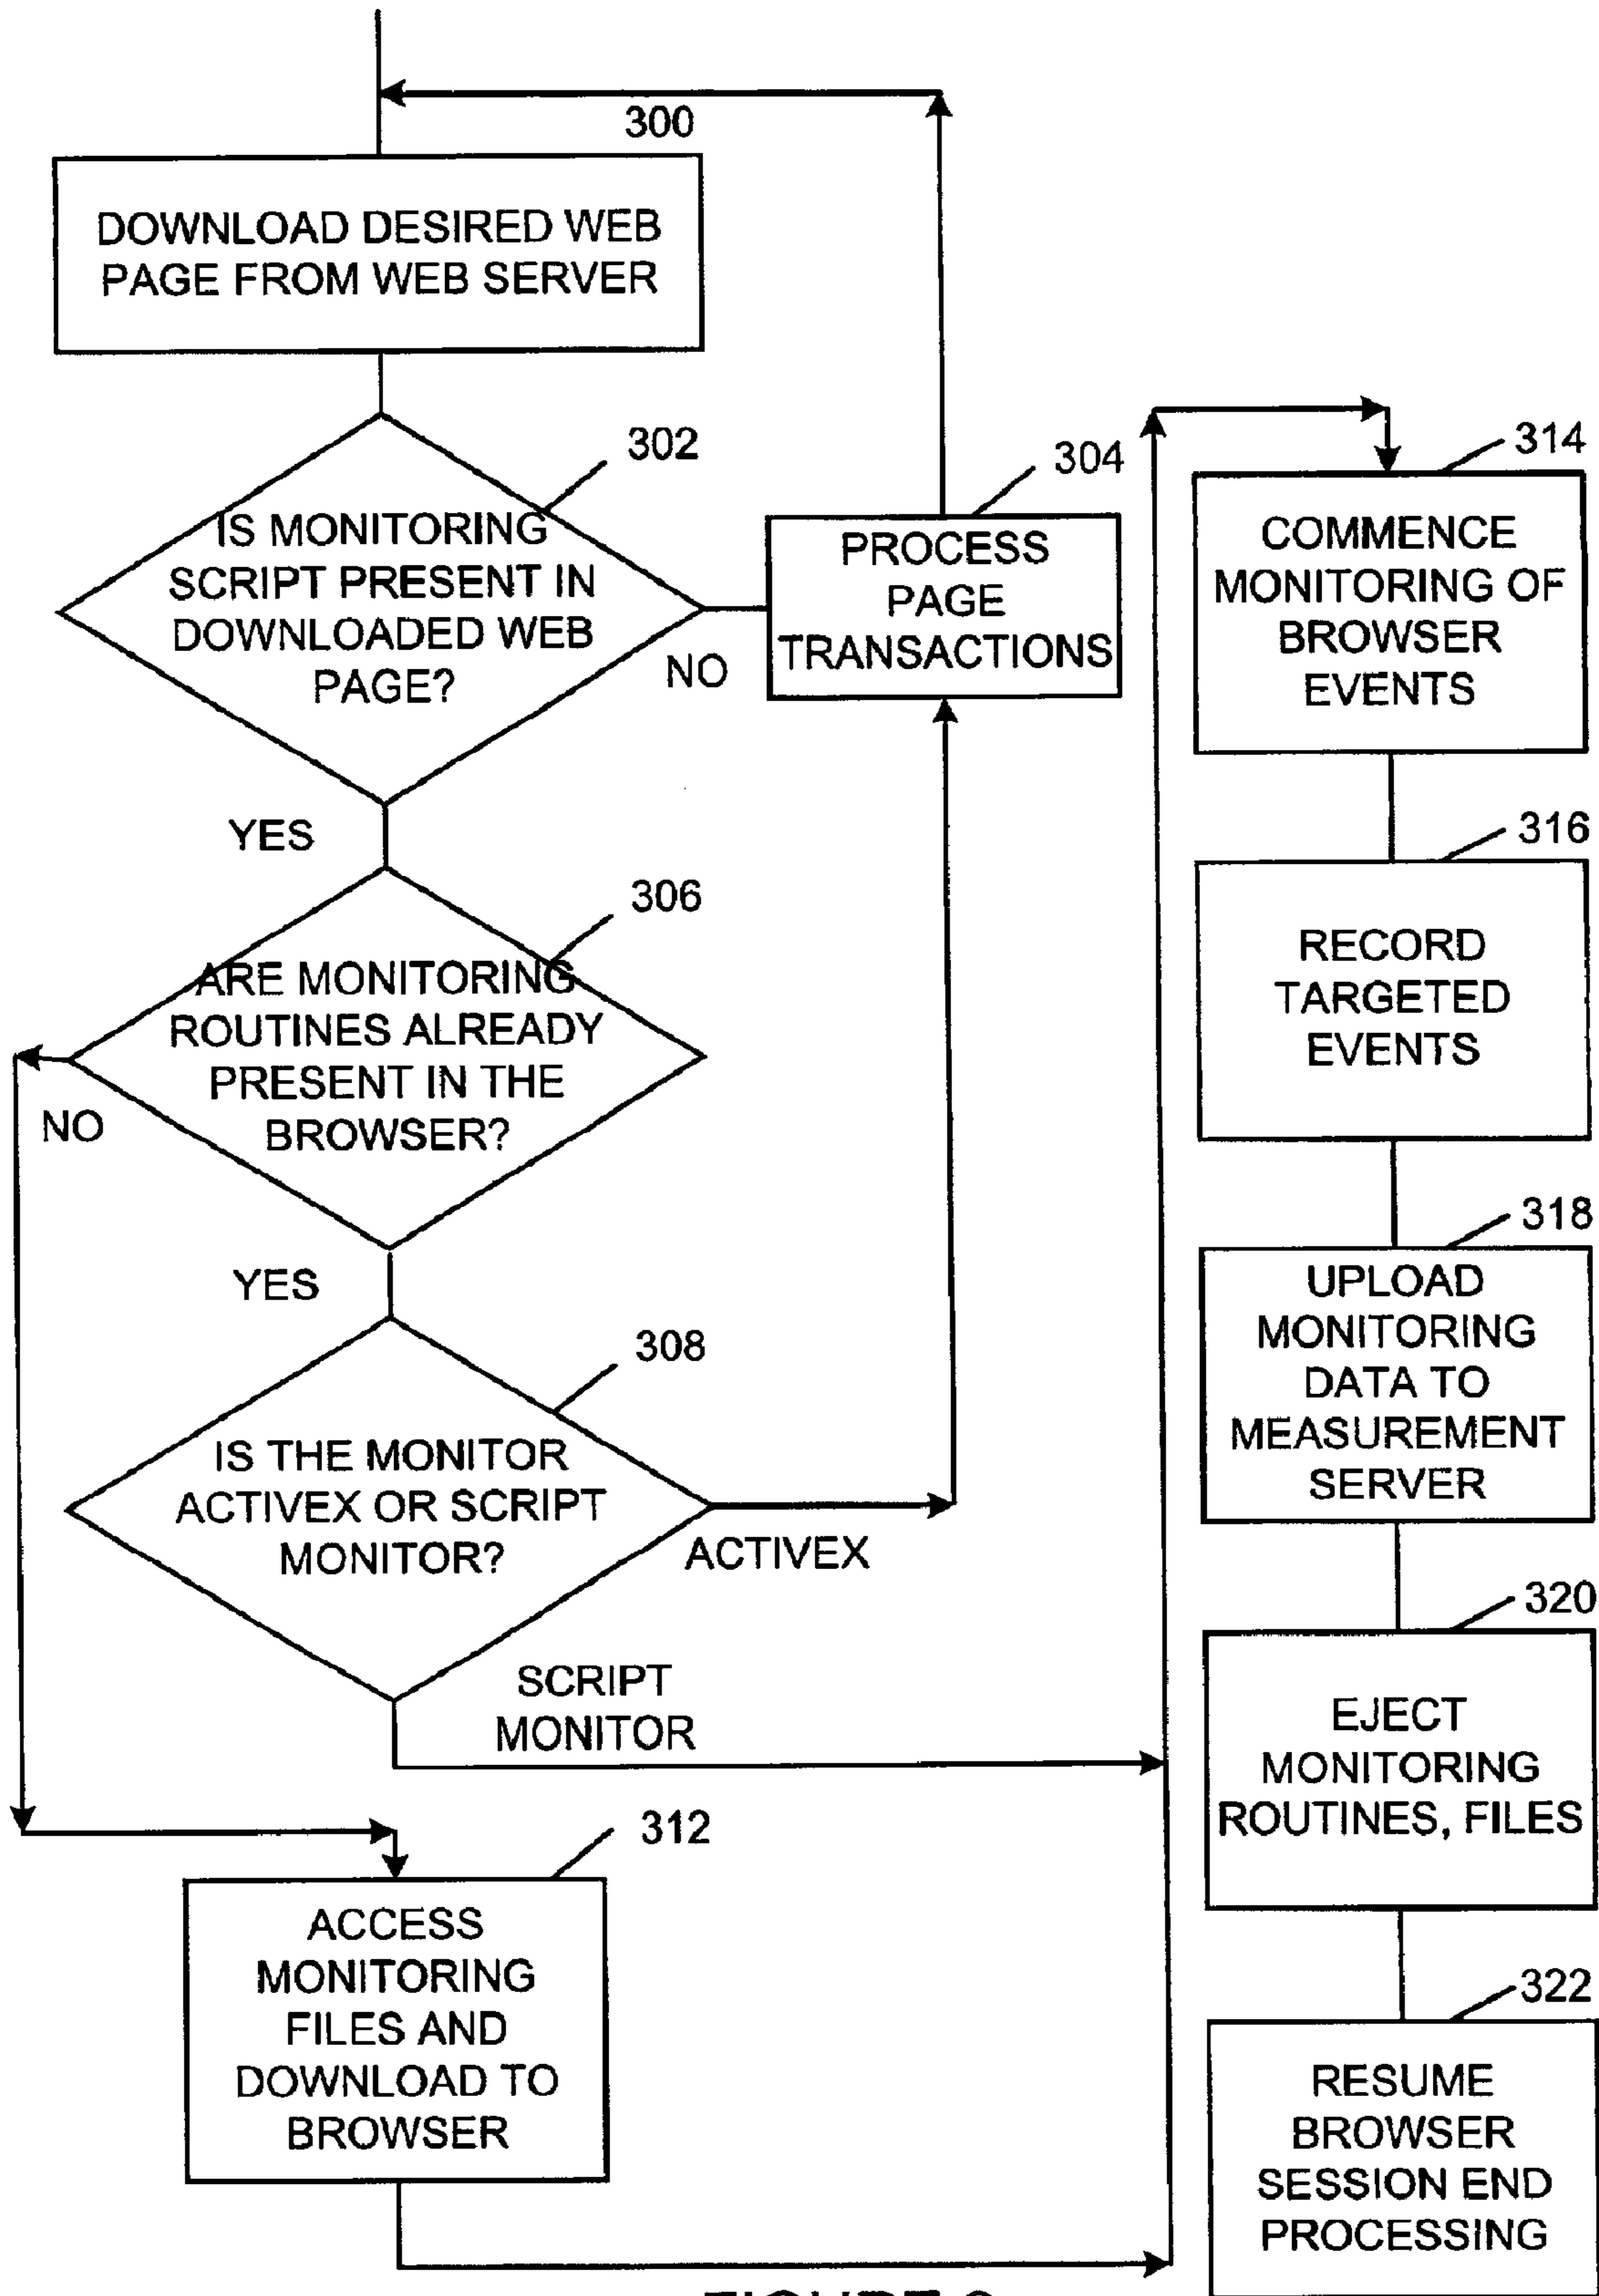 300
DOWNLOAD DESIRED WEB
PAGE FROM WEB SERVER
302
IS MONITORING
SCRIPT PRESENT IN
DOWNLOADED WEB
PAGE?
NO
YES
304
PROCESS
PAGE
TRANSACTIONS
306
ARE MONITORING
ROUTINES ALREADY
PRESENT IN THE
BROWSER?
NO
YES
308
IS THE MONITOR
ACTIVEX OR SCRIPT
MONITOR?
ACTIVEX
SCRIPT
MONITOR
312
ACCESS
MONITORING
FILES AND
DOWNLOAD TO
BROWSER
314
COMMENCE
MONITORING OF
BROWSER
EVENTS
316
RECORD
TARGETED
EVENTS
318
UPLOAD
MONITORING
DATA TO
MEASUREMENT
SERVER
320
EJECT
MONITORING
ROUTINES, FILES
322
RESUME
BROWSER
SESSION END
PROCESSING
FIGURE